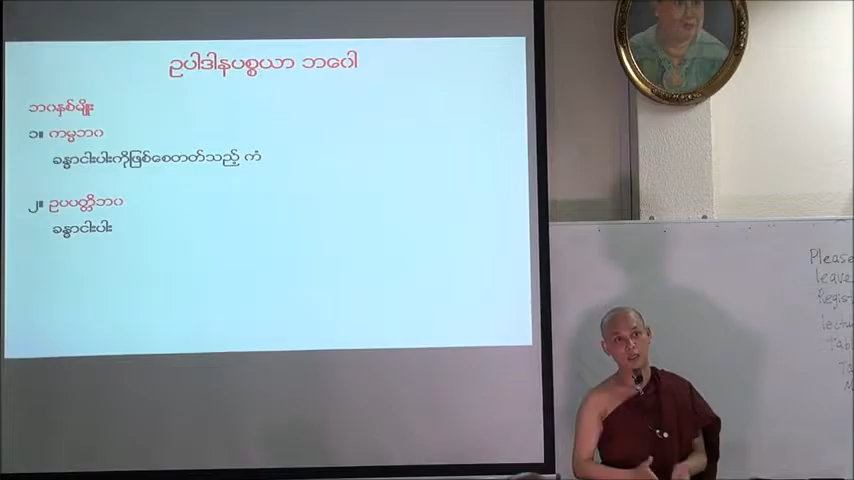 ဥပါဒါနပစ္စယာ ဘဝေါ
ဘဝနှစ်မျိုး
၁။ ကမ္မဘဝ
ခန္ဓာငါးပါးကိုဖြစ်စေတတ်သည့် ကံ
၂။ ဥပပတ္တိဘဝ
ခန္ဓာငါးပါး
Please
leave